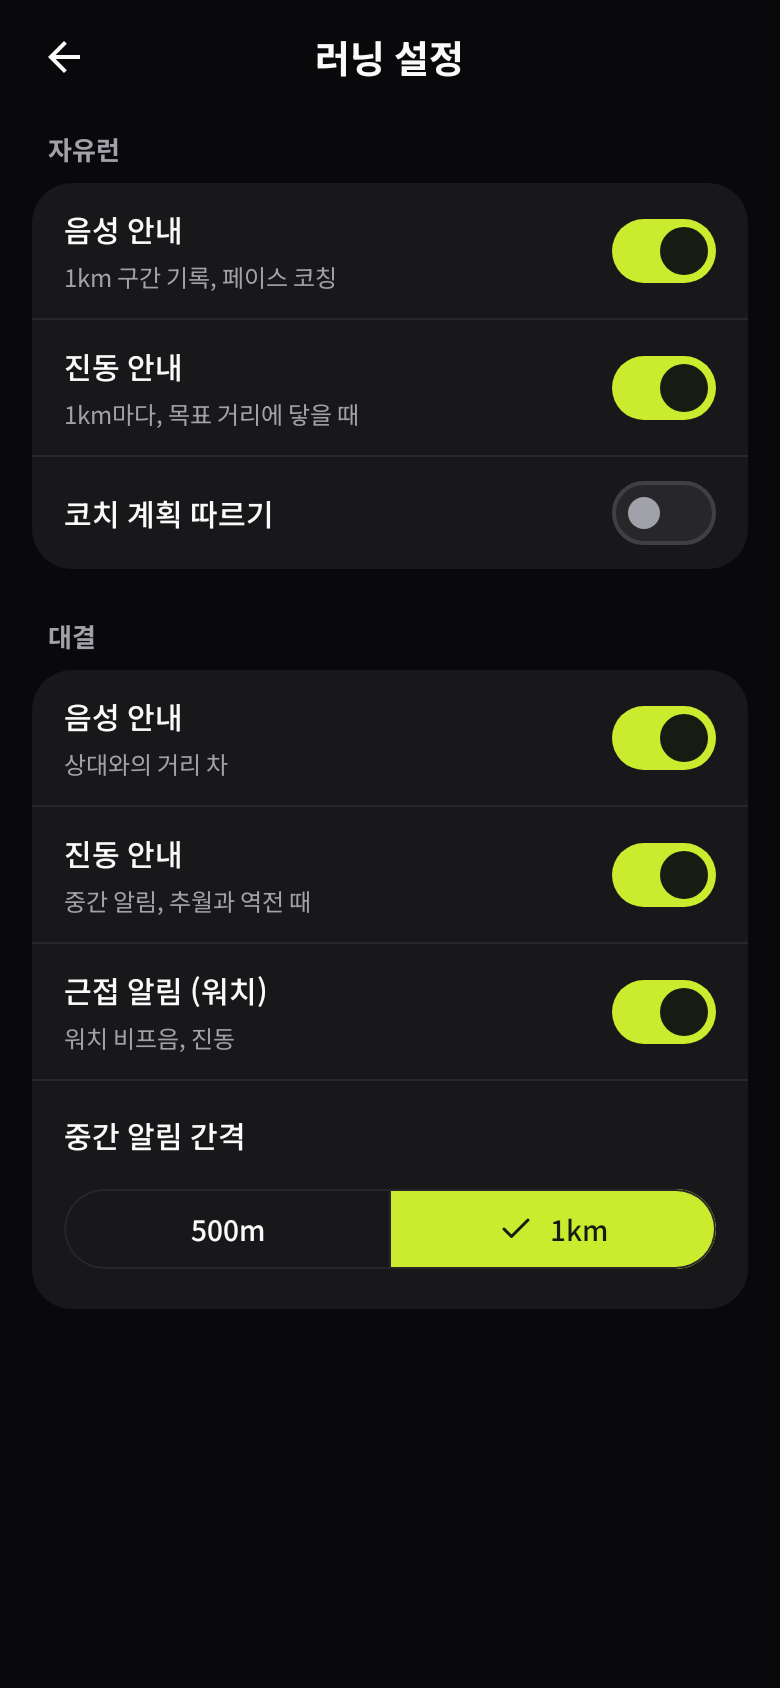 러닝 설정
자유런
음성 안내
1km 구간 기록, 페이스 코칭
진동 안내
1km마다, 목표 거리에 닿을 때
코치 계획 따르기
대결
음성 안내
상대와의 거리 차
진동 안내
중간 알림, 추월과 역전 때
근접 알림 (워치)
워치 비프음, 진동
중간 알림 간격
500m
1km